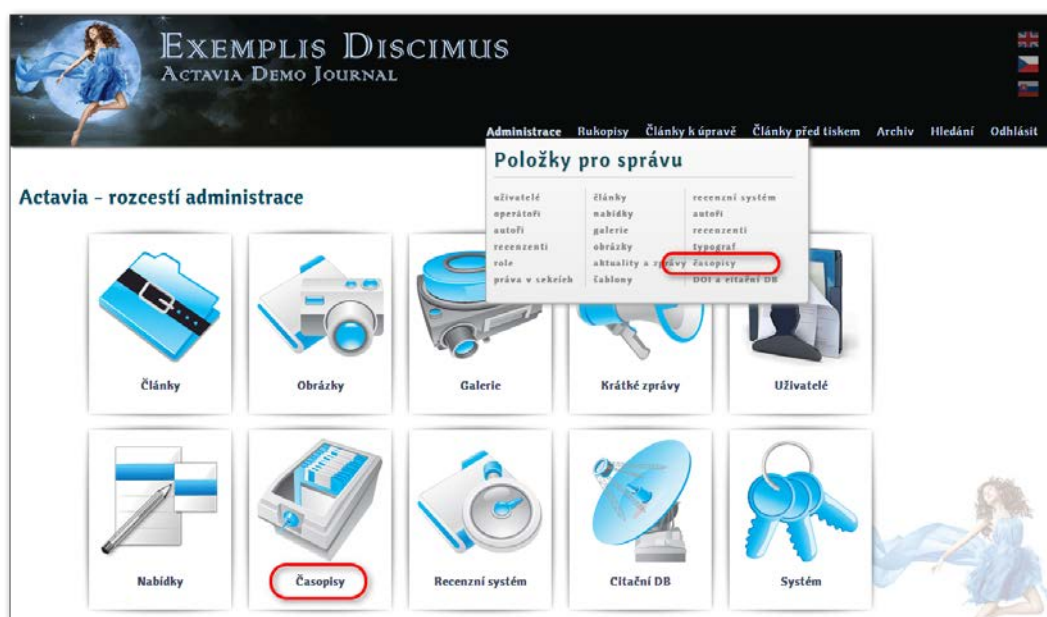 Exemplis Discimus
Actavia Demo Journal
Administrace Rukopisy Články k úpravě Články před tiskem Archiv Hledání Odhlásit
Položky pro správu
uživatelé články recenzní systém
operátoři nabídky autoři
autoři galerie recenzenti
recenzenti obrázky typograf
role aktuality a zprávy časopisy
práva v sekcích šablony DOI a citační DB
Actavia – rozcestí administrace
Články Obrázky Galerie Krátké zprávy Uživatelé
Nabídky Časopisy Recenzní systém Citační DB Systém